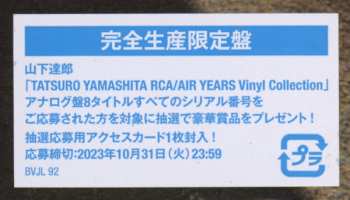 完全生産限定盤
山下達郎
「TATSURO YAMASHITA RCA/AIR YEARS Vinyl Collection」
アナログ盤8タイトルすべてのシリアル番号を
ご応募された方を対象に抽選で豪華賞品をプレゼント!
抽選応募用アクセスカード1枚封入!
応募締切:2023年10月31日(火)23:59
BVJL 92
プラ